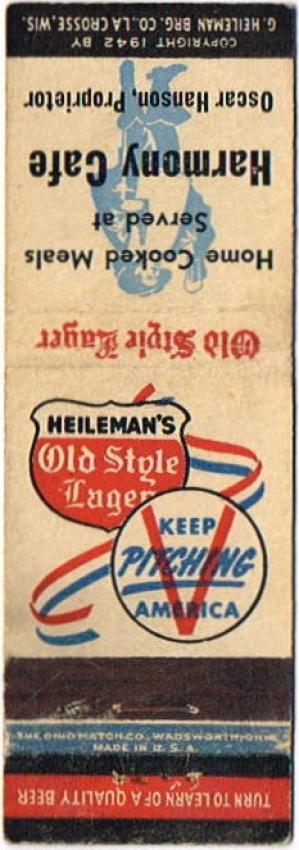 G. HEILEMAN BRG. CO., LA CROSSE, WIS.
COPYRIGHT 1942 BY
Oscar Hanson, Proprietor
Harmony Cafe
Served at
Home Cooked Meals
Old Style Lager
HEILEMAN'S
Old Style
Lager
KEEP
PITCHING
V
AMERICA
THE OHIO MATCH CO., WADSWORTH, OHIO
MADE IN U. S. A.
TURN TO LEARN OF A QUALITY BEER